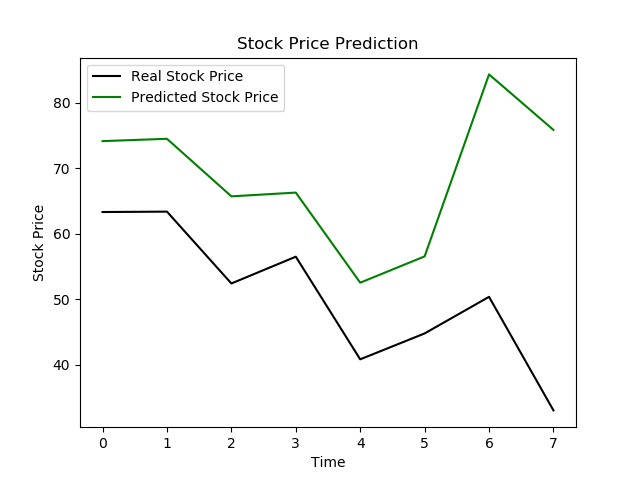 Stock Price Prediction
Real Stock Price
Predicted Stock Price
Stock Price
80
70
60
50
40
0 1 2 3 4 5 6 7
Time